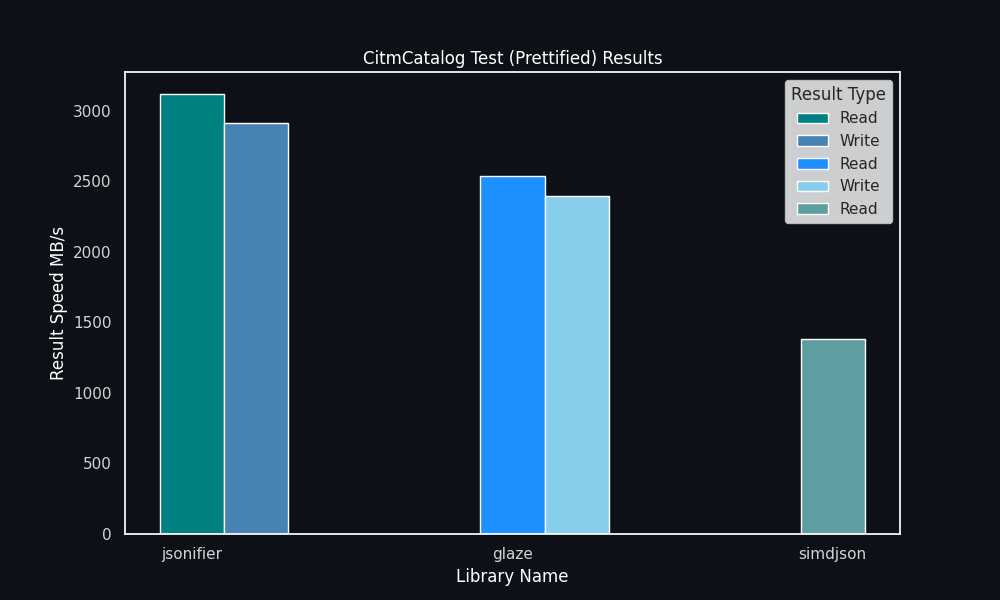 CitmCatalog Test (Prettified) Results
Result Type
Read
Write
Read
Write
Read
3000
2500
2000
1500
1000
500
0
Result Speed MB/s
jsonifier
glaze
simdjson
Library Name